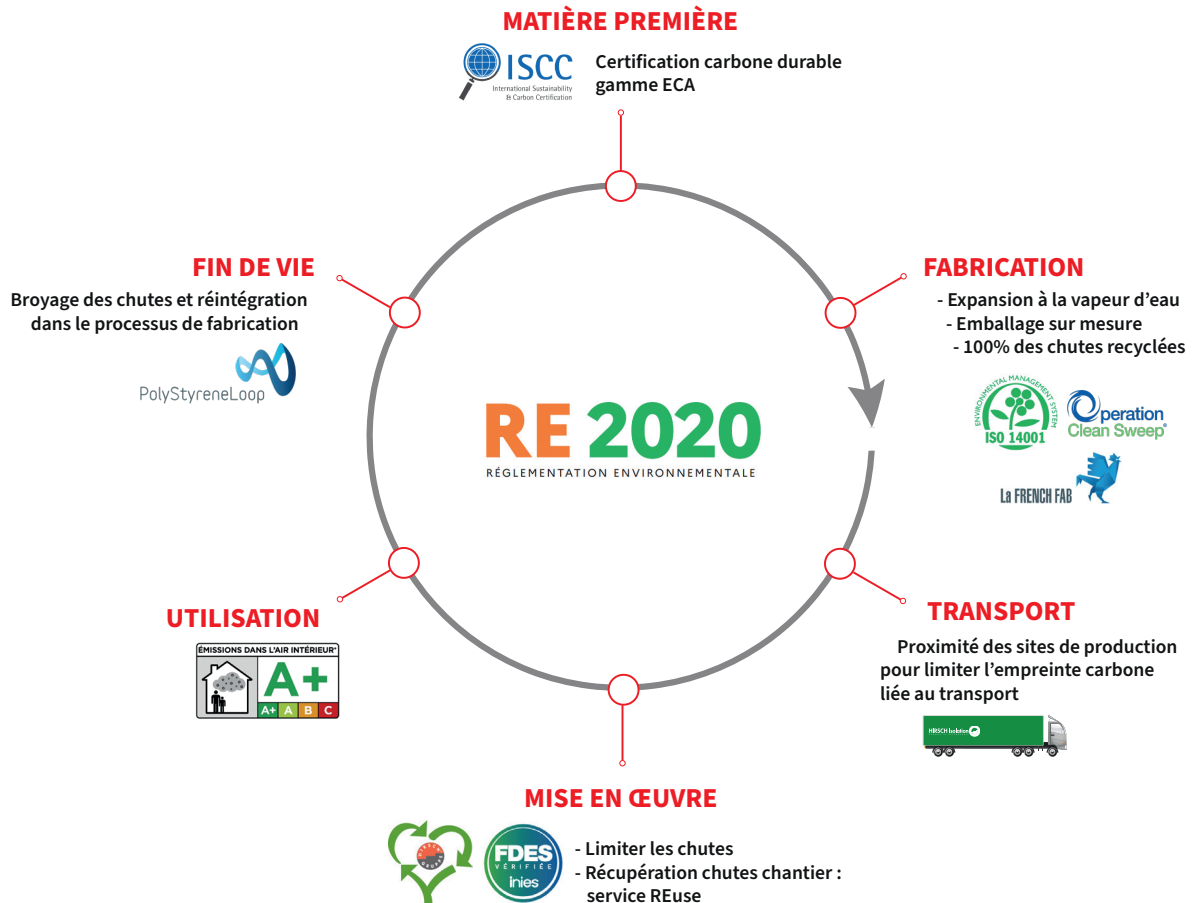 MATIÈRE PREMIÈRE
ISCC
International Sustainability
& Carbon Certification
Certification carbone durable
gamme ECA
FABRICATION
- Expansion à la vapeur d'eau
- Emballage sur mesure
- 100% des chutes recyclées
ENVIRONMENTAL MANAGEMENT SYSTEM
ISO 14001
Operation
Clean Sweep®
La FRENCH FAB
TRANSPORT
Proximité des sites de production
pour limiter l'empreinte carbone
liée au transport
HIRSCH Isolation
MISE EN ŒUVRE
FDES
VÉRIFIÉE
inies
- Limiter les chutes
- Récupération chutes chantier :
service REuse
UTILISATION
ÉMISSIONS DANS L'AIR INTÉRIEUR*
A+
A+ A B C
FIN DE VIE
Broyage des chutes et réintégration
dans le processus de fabrication
PolyStyreneLoop
RE 2020
RÉGLEMENTATION ENVIRONNEMENTALE